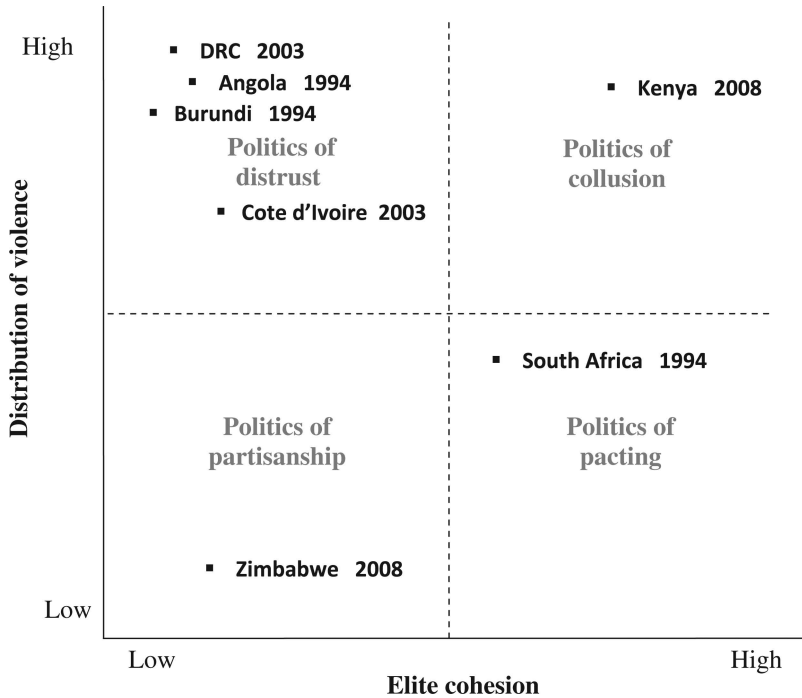 High
DRC 2003
Angola 1994
Kenya 2008
Burundi 1994
Politics of
distrust
Politics of
collusion
Cote d’Ivoire 2003
Distribution of violence
South Africa 1994
Politics of
partisanship
Politics of
pacting
Zimbabwe 2008
Low
Low
High
Elite cohesion